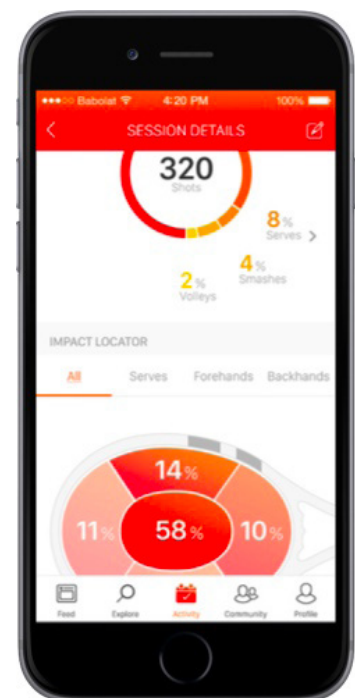 Babolat 4:20 PM 100%
SESSION DETAILS
320
Shots
8%
Serves >
4%
Smashes
2%
Volleys
IMPACT LOCATOR
All Serves Forehands Backhands
14%
11% 58% 10%
Feed Explore Activity Community Profile